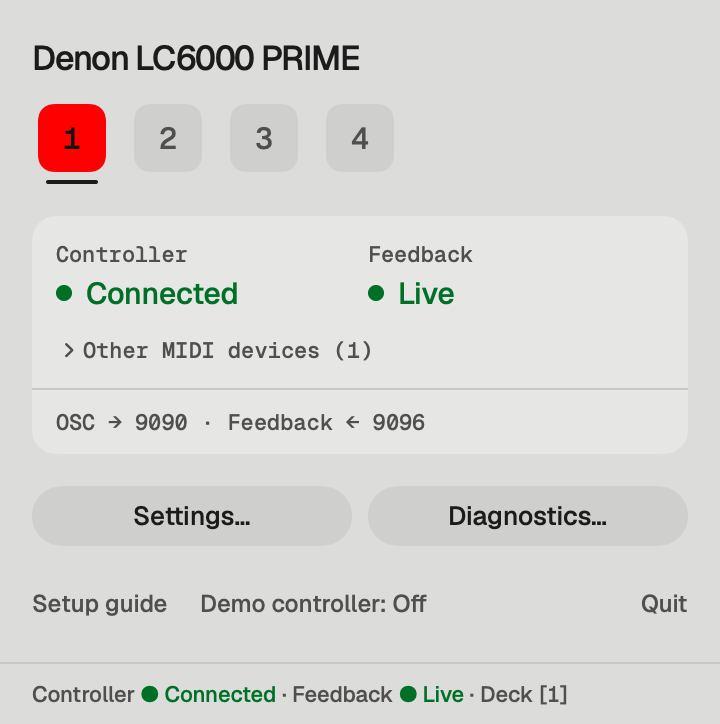 Denon LC6000 PRIME
1 2 3 4
Controller Feedback
Connected Live
Other MIDI devices (1)
OSC → 9090 · Feedback ← 9096
Settings… Diagnostics…
Setup guide Demo controller: Off Quit
Controller ● Connected · Feedback ● Live · Deck [1]